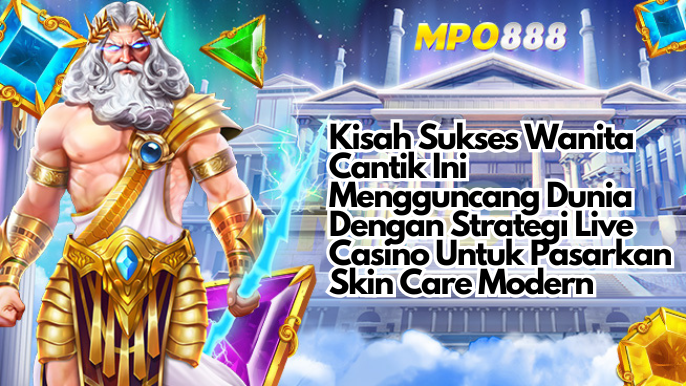 MPO888
Kisah Sukses Wanita
Cantik Ini
Mengguncang Dunia
Dengan Strategi Live
Casino Untuk Pasarkan
Skin Care Modern